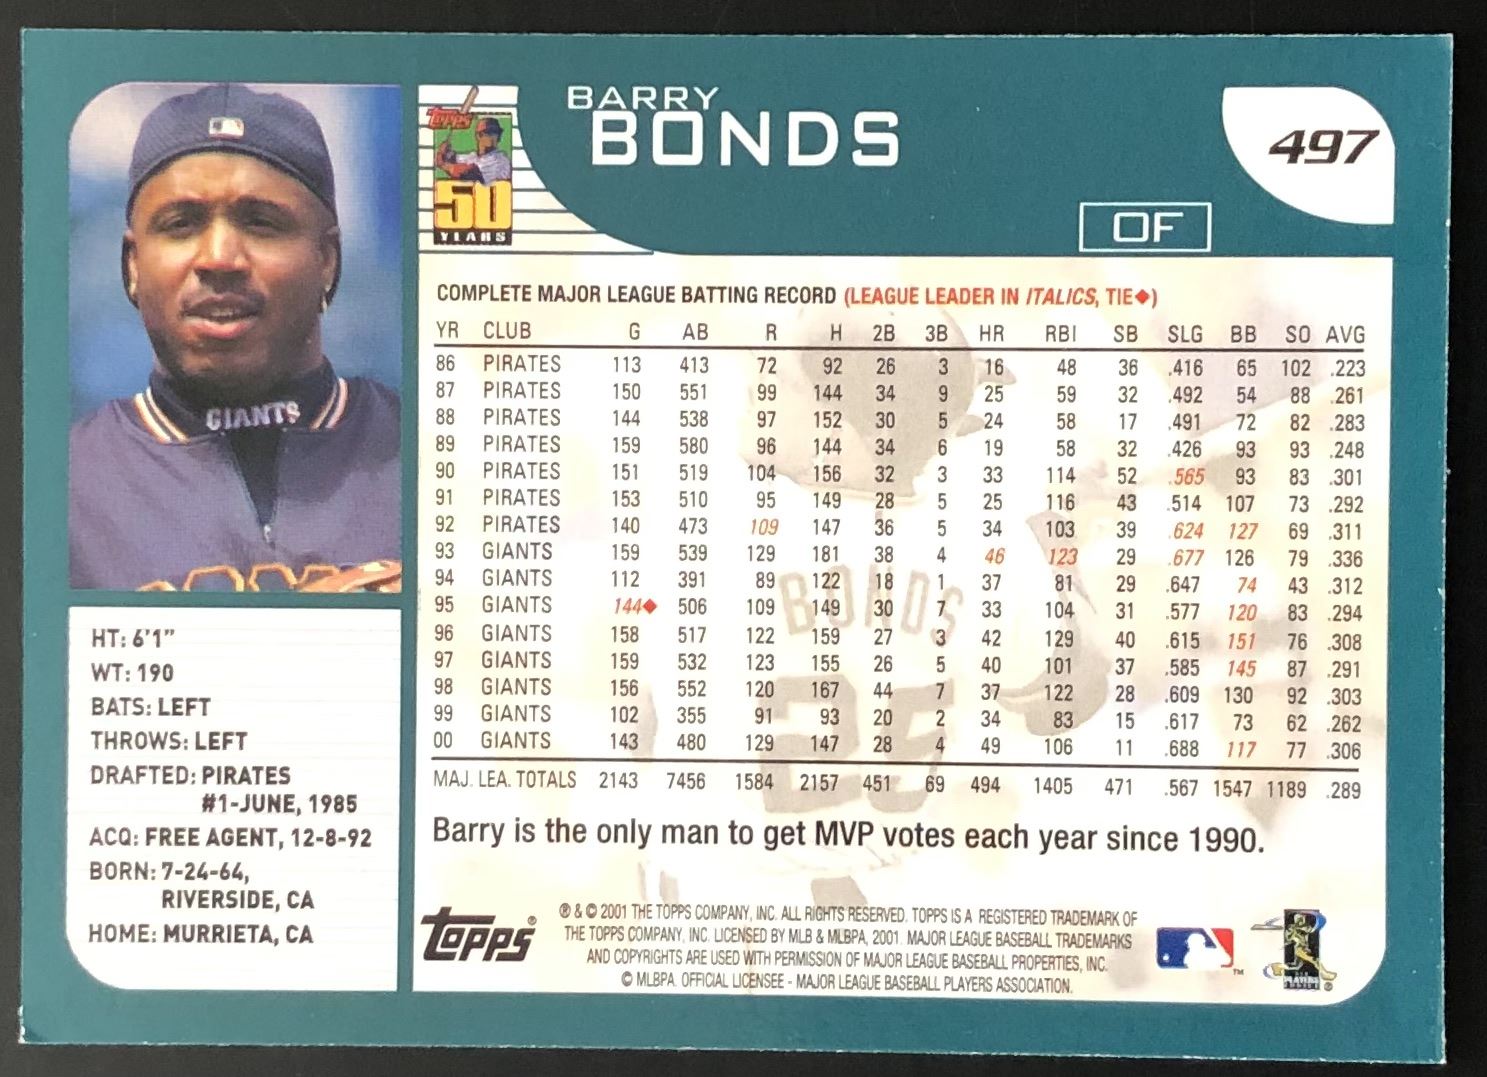 BARRY
BONDS
497
Topps
50
YEARS
OF
GIANTS
COMPLETE MAJOR LEAGUE BATTING RECORD (LEAGUE LEADER IN ITALICS, TIE◆)
YR CLUB G AB R H 2B 3B HR RBI SB SLG BB SO AVG
86 PIRATES 113 413 72 92 26 3 16 48 36 .416 65 102 .223
87 PIRATES 150 551 99 144 34 9 25 59 32 .492 54 88 .261
88 PIRATES 144 538 97 152 30 5 24 58 17 .491 72 82 .283
89 PIRATES 159 580 96 144 34 6 19 58 32 .426 93 93 .248
90 PIRATES 151 519 104 156 32 3 33 114 52 .565 93 83 .301
91 PIRATES 153 510 95 149 28 5 25 116 43 .514 107 73 .292
92 PIRATES 140 473 109 147 36 5 34 103 39 .624 127 69 .311
93 GIANTS 159 539 129 181 38 4 46 123 29 .677 126 79 .336
94 GIANTS 112 391 89 122 18 1 37 81 29 .647 74 43 .312
95 GIANTS 144◆ 506 109 149 30 7 33 104 31 .577 120 83 .294
96 GIANTS 158 517 122 159 27 3 42 129 40 .615 151 76 .308
97 GIANTS 159 532 123 155 26 5 40 101 37 .585 145 87 .291
98 GIANTS 156 552 120 167 44 7 37 122 28 .609 130 92 .303
99 GIANTS 102 355 91 93 20 2 34 83 15 .617 73 62 .262
00 GIANTS 143 480 129 147 28 4 49 106 11 .688 117 77 .306
MAJ. LEA. TOTALS 2143 7456 1584 2157 451 69 494 1405 471 .567 1547 1189 .289
BONDS
25
Barry is the only man to get MVP votes each year since 1990.
HT: 6'1"
WT: 190
BATS: LEFT
THROWS: LEFT
DRAFTED: PIRATES
#1-JUNE, 1985
ACQ: FREE AGENT, 12-8-92
BORN: 7-24-64,
RIVERSIDE, CA
HOME: MURRIETA, CA
Topps®
® & © 2001 THE TOPPS COMPANY, INC. ALL RIGHTS RESERVED. TOPPS IS A REGISTERED TRADEMARK OF
THE TOPPS COMPANY, INC. LICENSED BY MLB & MLBPA, 2001. MAJOR LEAGUE BASEBALL TRADEMARKS
AND COPYRIGHTS ARE USED WITH PERMISSION OF MAJOR LEAGUE BASEBALL PROPERTIES, INC.
© MLBPA. OFFICIAL LICENSEE - MAJOR LEAGUE BASEBALL PLAYERS ASSOCIATION.
TM
PLAYERS
CHOICE
®